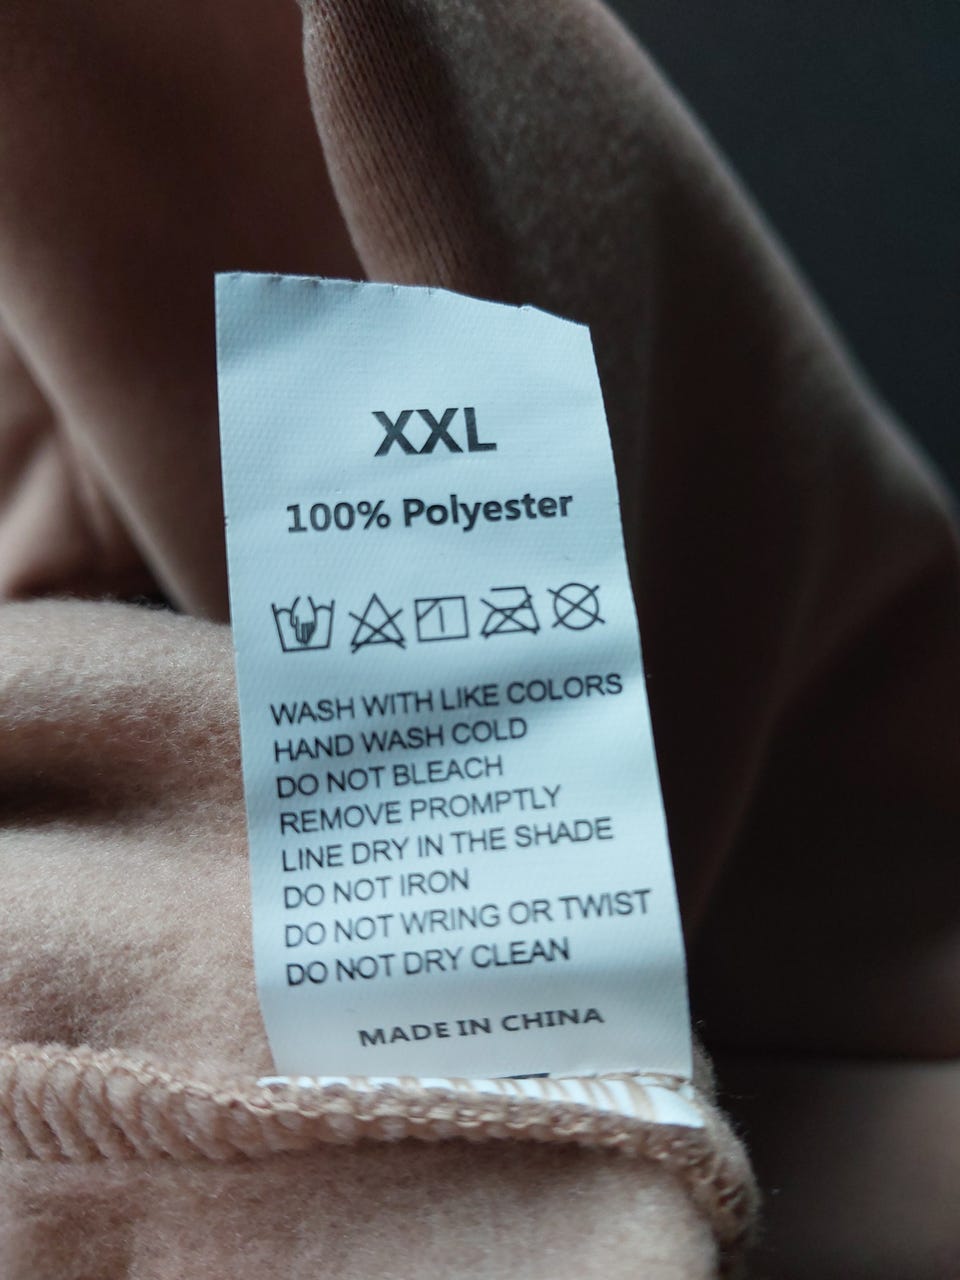 XXL
100% Polyester
WASH WITH LIKE COLORS
HAND WASH COLD
DO NOT BLEACH
REMOVE PROMPTLY
LINE DRY IN THE SHADE
DO NOT IRON
DO NOT WRING OR TWIST
DO NOT DRY CLEAN
MADE IN CHINA